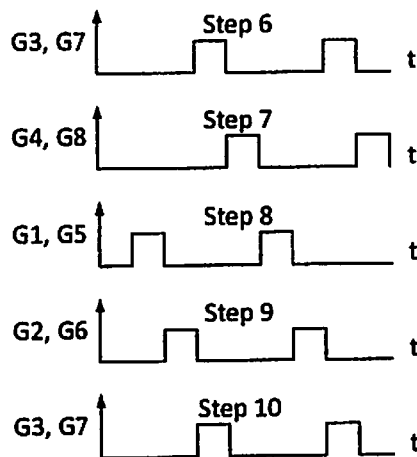 Step 6
G3, G7
t
Step 7
G4, G8
t
Step 8
G1, G5
t
Step 9
G2, G6
t
Step 10
G3, G7
t